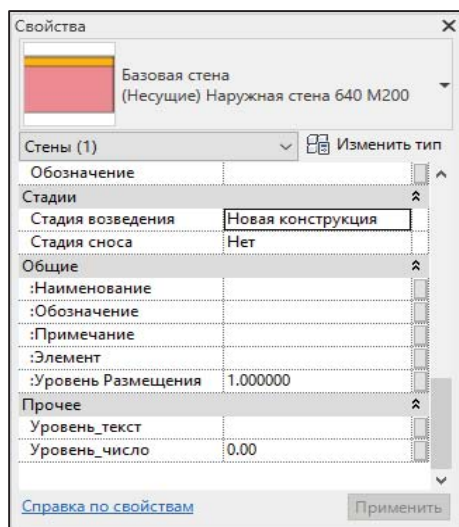 Свойства
Базовая стена
(Несущие) Наружная стена 640 М200
Стены (1)
Изменить тип
Обозначение
Стадии
Стадия возведения Новая конструкция
Стадия сноса Нет
Общие
:Наименование
:Обозначение
:Примечание
:Элемент
:Уровень Размещения 1.000000
Прочее
Уровень_текст
Уровень_число 0.00
Справка по свойствам
Применить